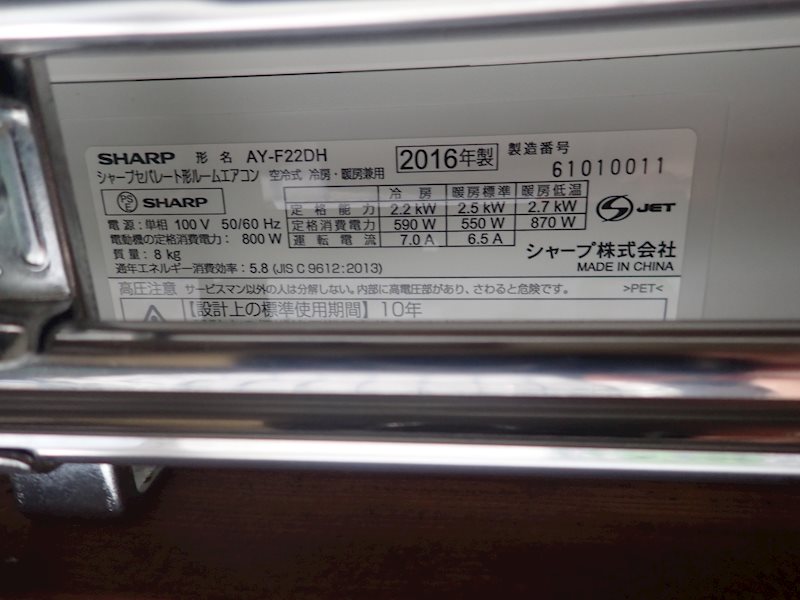 SHARP 形名 AY-F22DH 2016年製 製造番号 61010011
シャープセパレート形ルームエアコン 空冷式 冷房・暖房兼用
PSE SHARP
電源：単相 100 V 50/60 Hz
電動機の定格消費電力： 800 W
質量：8 kg
通年エネルギー消費効率：5.8 (JIS C 9612:2013)
冷房 暖房標準 暖房低温
定格能力 2.2 kW 2.5 kW 2.7 kW
定格消費電力 590 W 550 W 870 W
運転電流 7.0 A 6.5 A
S JET
シャープ株式会社
MADE IN CHINA
高圧注意 サービスマン以外の人は分解しない。内部に高電圧部があり、さわると危険です。 >PET<
【設計上の標準使用期間】10年